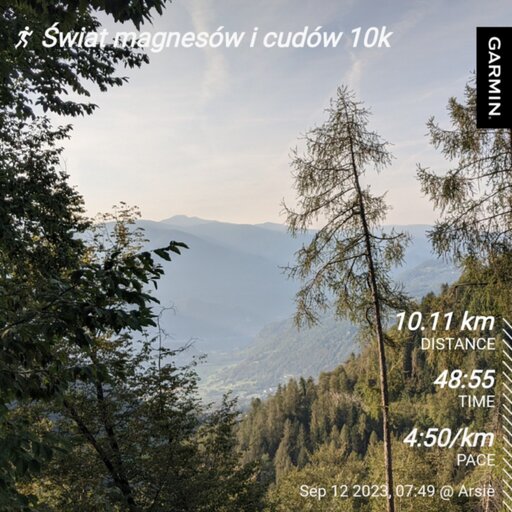 Świat magnesów i cudów 10k
GARMIN
10.11 km
DISTANCE
48:55
TIME
4:50/km
PACE
Sep 12 2023, 07:49 @ Arsie